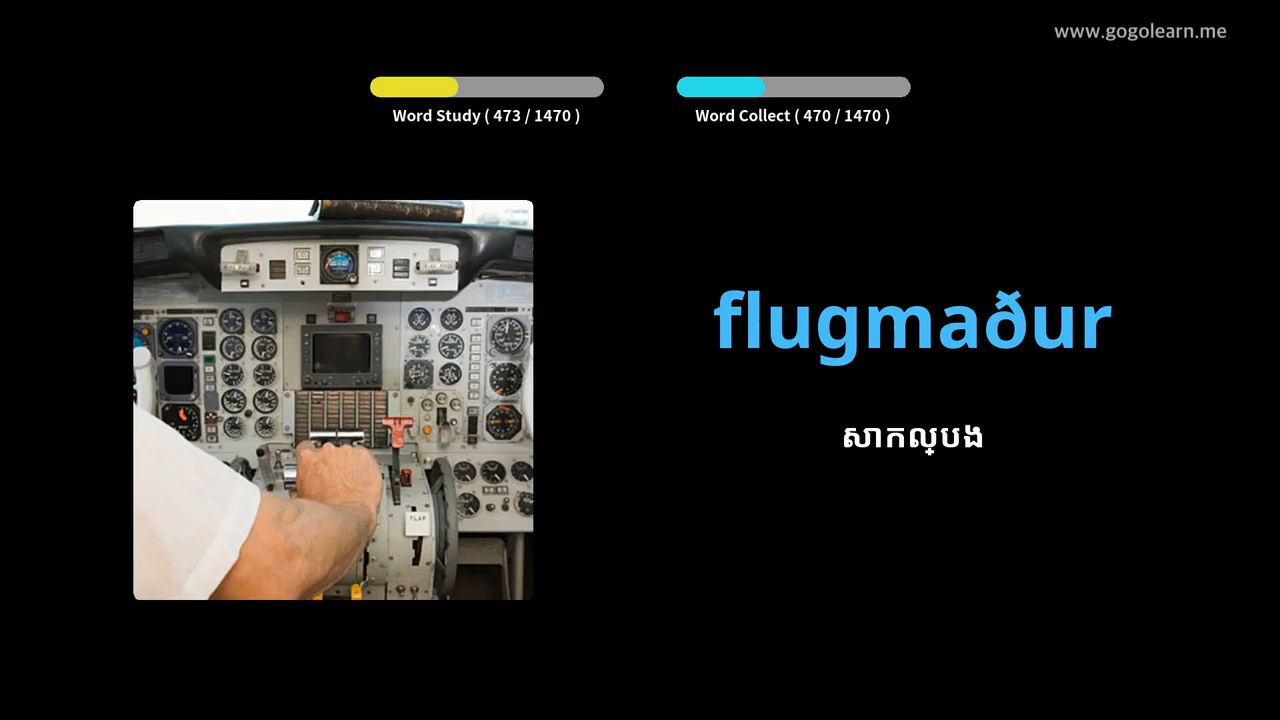 www.gogolearn.me
Word Study ( 473 / 1470 )
Word Collect ( 470 / 1470 )
flugmaður
សាកល្បង
FLAP